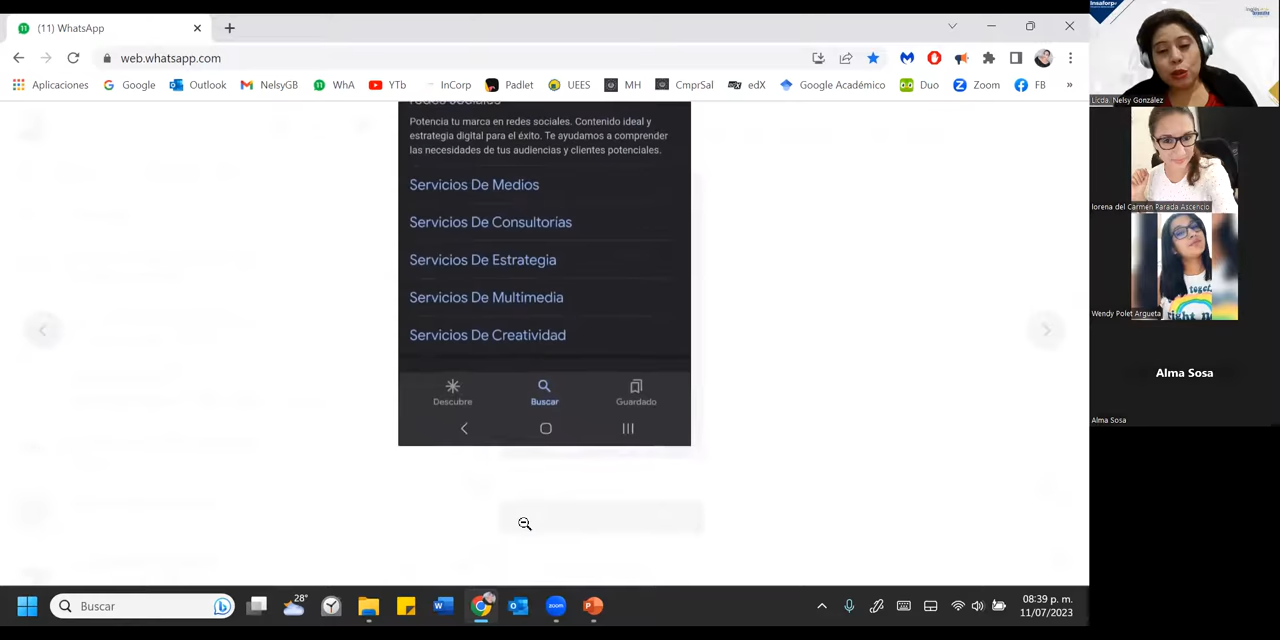 (11) WhatsApp
web.whatsapp.com
Aplicaciones Google Outlook NelsyGB WhA YTb InCorp Padlet UEES MH CmprSal edX Google Académico Duo Zoom FB »
redes sociales
Potencia tu marca en redes sociales. Contenido ideal y
estrategia digital para el éxito. Te ayudamos a comprender
las necesidades de tus audiencias y clientes potenciales.
Servicios De Medios
Servicios De Consultorías
Servicios De Estrategia
Servicios De Multimedia
Servicios De Creatividad
Descubre Buscar Guardado
Buscar
28°
08:39 p. m.
11/07/2023
Insaforp
Licda. Nelsy González
lorena del Carmen Parada Ascencio
Wendy Polet Argueta
Alma Sosa
Alma Sosa